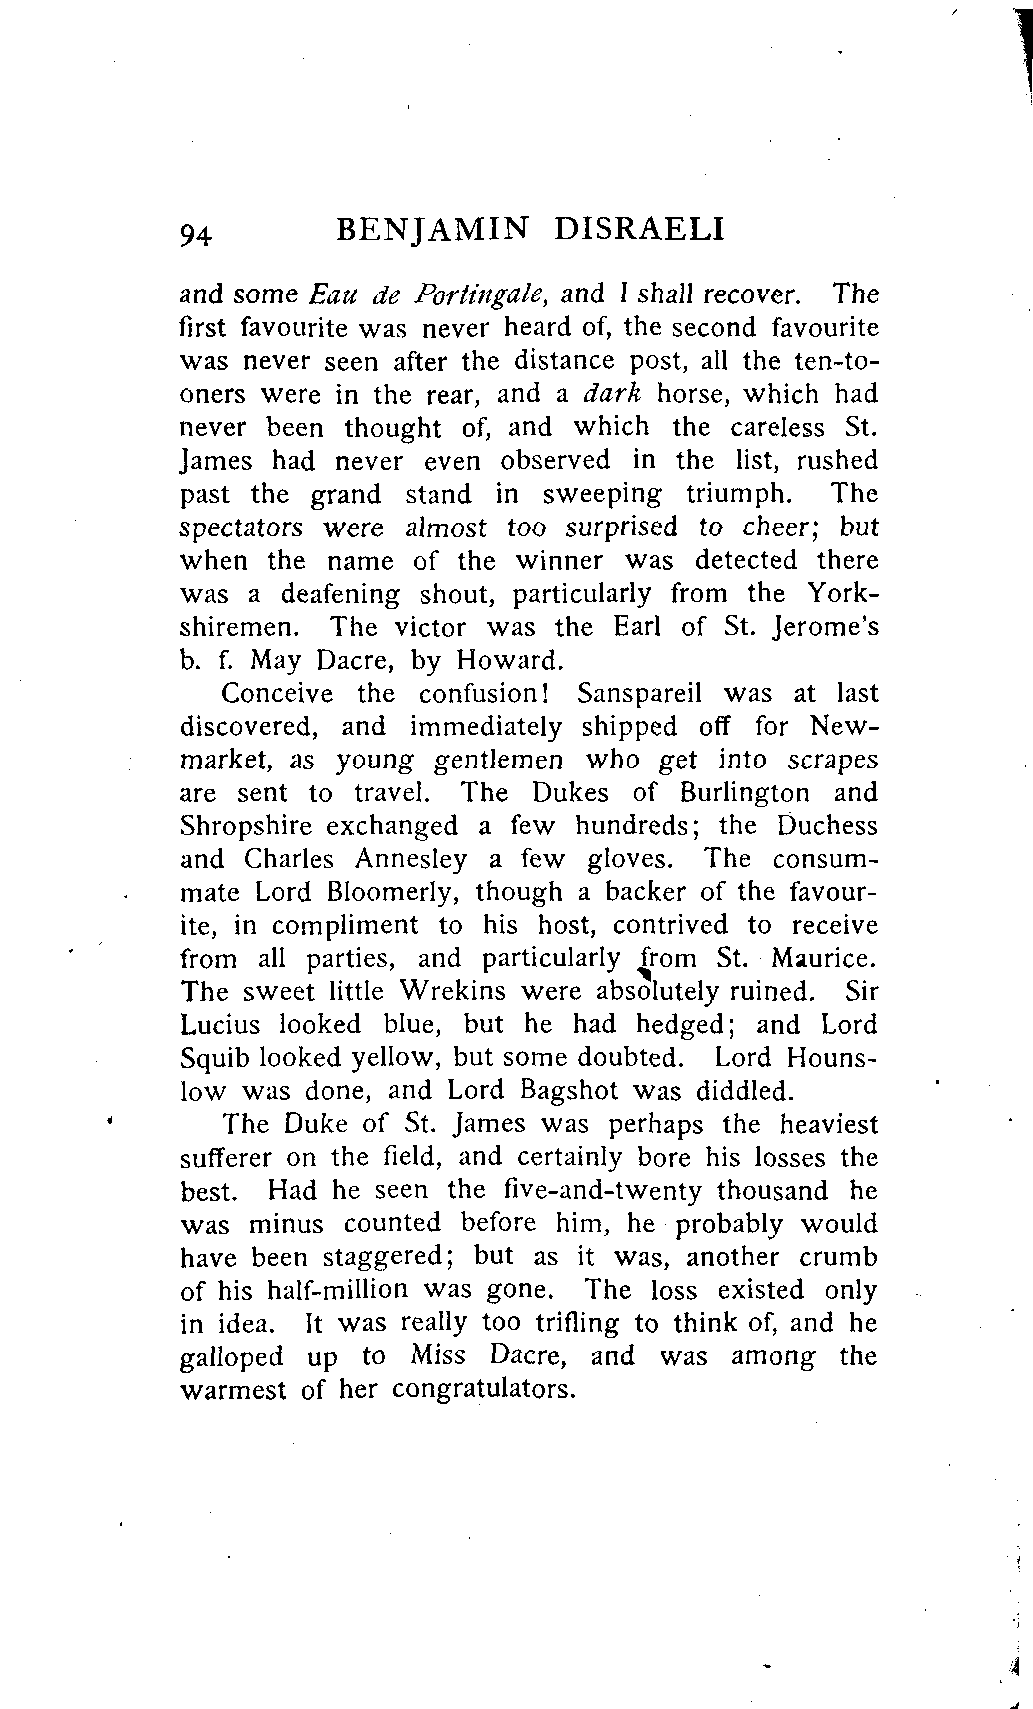 94 BENJAMIN DISRAELI
and some Eau de Portingale, and I shall recover. The
first favourite was never heard of, the second favourite
was never seen after the distance post, all the ten-to-
oners were in the rear, and a dark horse, which had
never been thought of, and which the careless St.
James had never even observed in the list, rushed
past the grand stand in sweeping triumph. The
spectators were almost too surprised to cheer; but
when the name of the winner was detected there
was a deafening shout, particularly from the York-
shiremen. The victor was the Earl of St. Jerome's
b. f. May Dacre, by Howard.
Conceive the confusion! Sanspareil was at last
discovered, and immediately shipped off for New-
market, as young gentlemen who get into scrapes
are sent to travel. The Dukes of Burlington and
Shropshire exchanged a few hundreds; the Duchess
and Charles Annesley a few gloves. The consum-
mate Lord Bloomerly, though a backer of the favour-
ite, in compliment to his host, contrived to receive
from all parties, and particularly from St. Maurice.
The sweet little Wrekins were absolutely ruined. Sir
Lucius looked blue, but he had hedged; and Lord
Squib looked yellow, but some doubted. Lord Houns-
low was done, and Lord Bagshot was diddled.
The Duke of St. James was perhaps the heaviest
sufferer on the field, and certainly bore his losses the
best. Had he seen the five-and-twenty thousand he
was minus counted before him, he probably would
have been staggered; but as it was, another crumb
of his half-million was gone. The loss existed only
in idea. It was really too trifling to think of, and he
galloped up to Miss Dacre, and was among the
warmest of her congratulators.